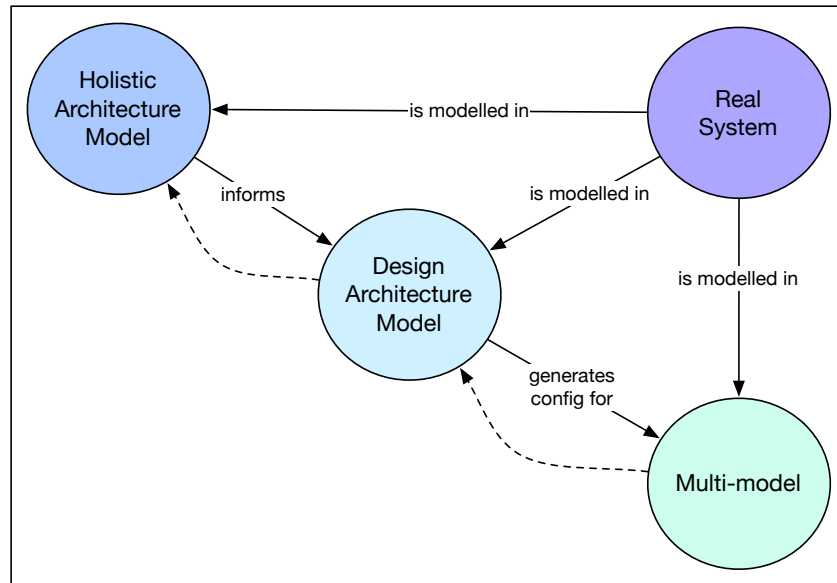 Holistic
Architecture
Model
Real
System
is modelled in
informs
is modelled in
Design
Architecture
Model
is modelled in
generates
config for
Multi-model